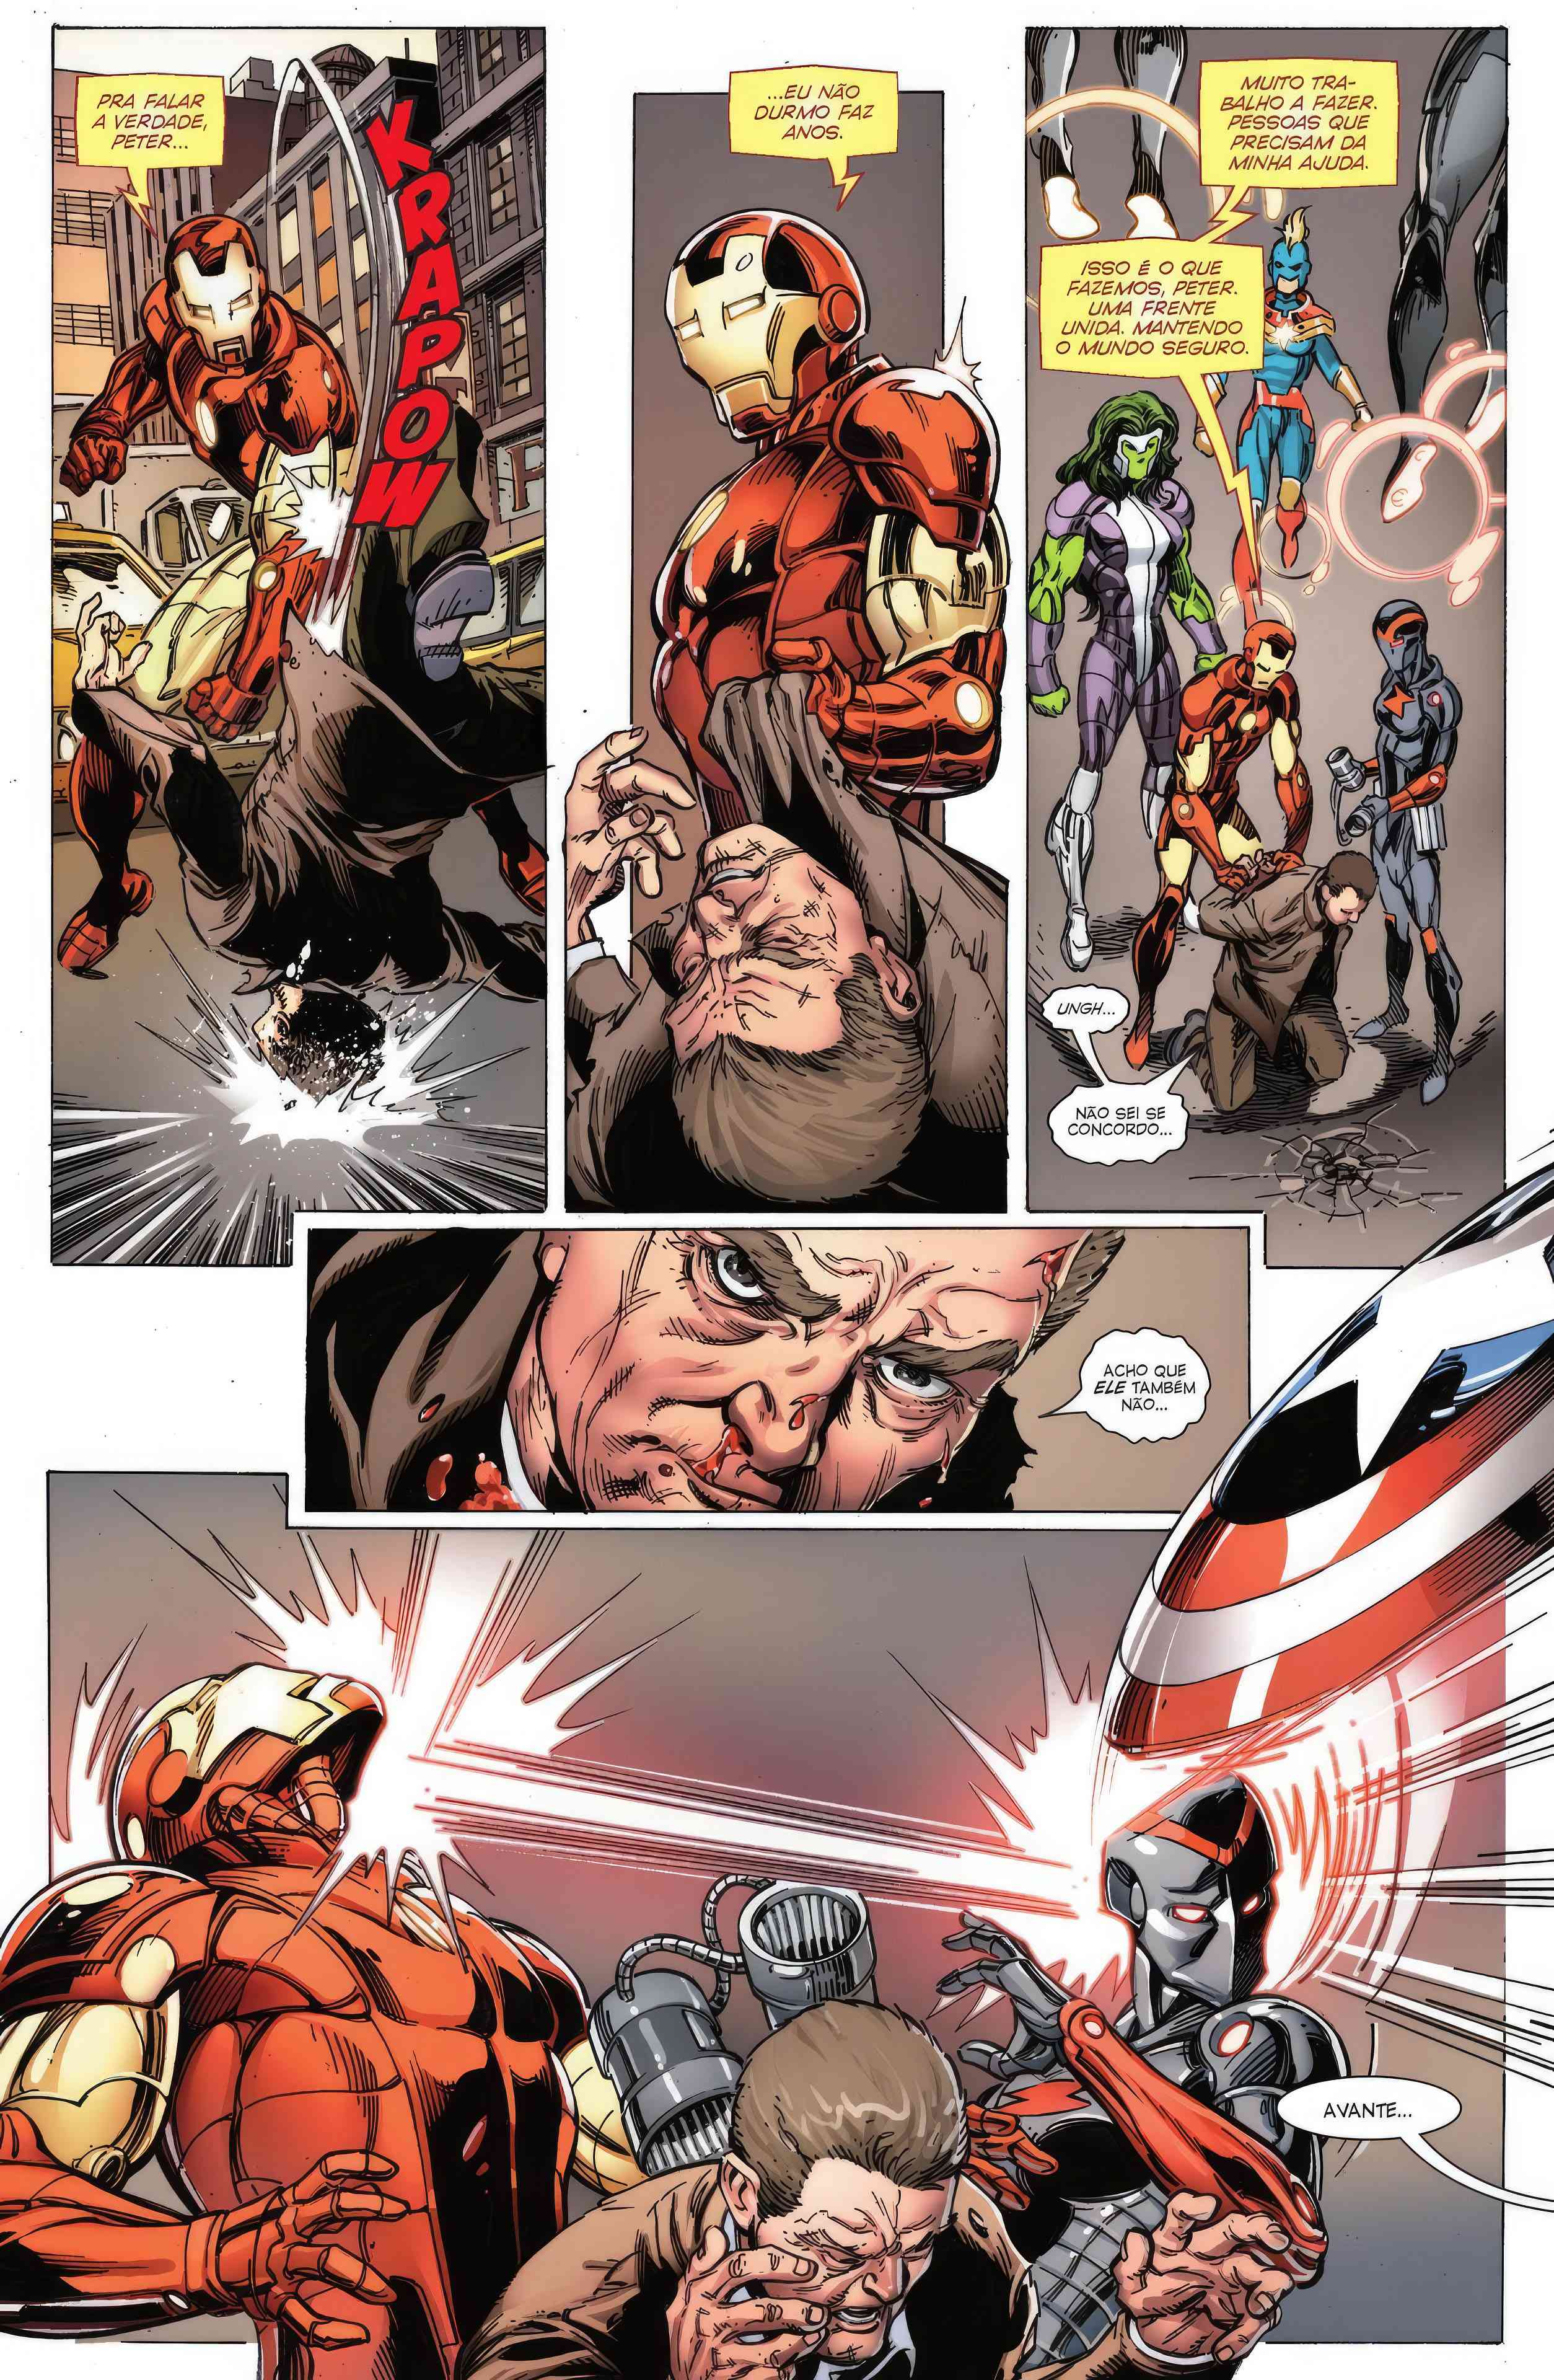 PRA FALAR
A VERDADE,
PETER...
KRAPOW
...EU NÃO
DURMO FAZ
ANOS.
MUITO TRA-
BALHO A FAZER.
PESSOAS QUE
PRECISAM DA
MINHA AJUDA.
ISSO É O QUE
FAZEMOS, PETER.
UMA FRENTE
UNIDA. MANTENDO
O MUNDO SEGURO.
UNGH...
NÃO SEI SE
CONCORDO...
ACHO QUE
ELE TAMBÉM
NÃO...
AVANTE...